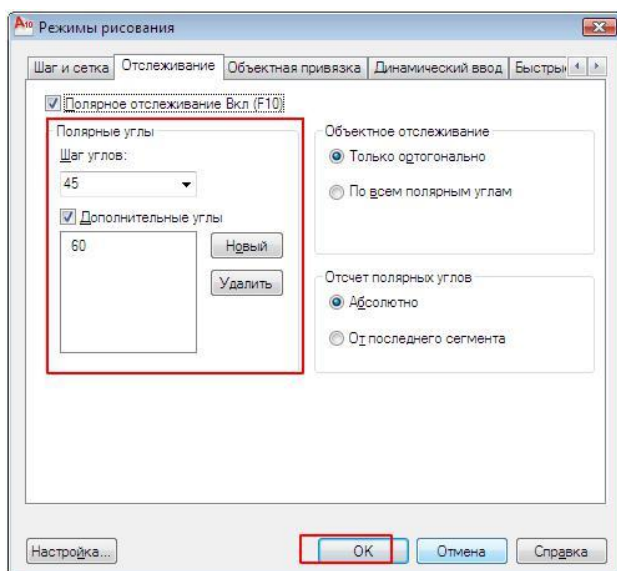 A10 Режимы рисования
Шаг и сетка Отслеживание Объектная привязка Динамический ввод Быстры
Полярное отслеживание Вкл (F10)
Полярные углы
Шаг углов:
45
Дополнительные углы
60
Новый
Удалить
Объектное отслеживание
Только ортогонально
По всем полярным углам
Отсчет полярных углов
Абсолютно
От последнего сегмента
Настройка... OK Отмена Справка